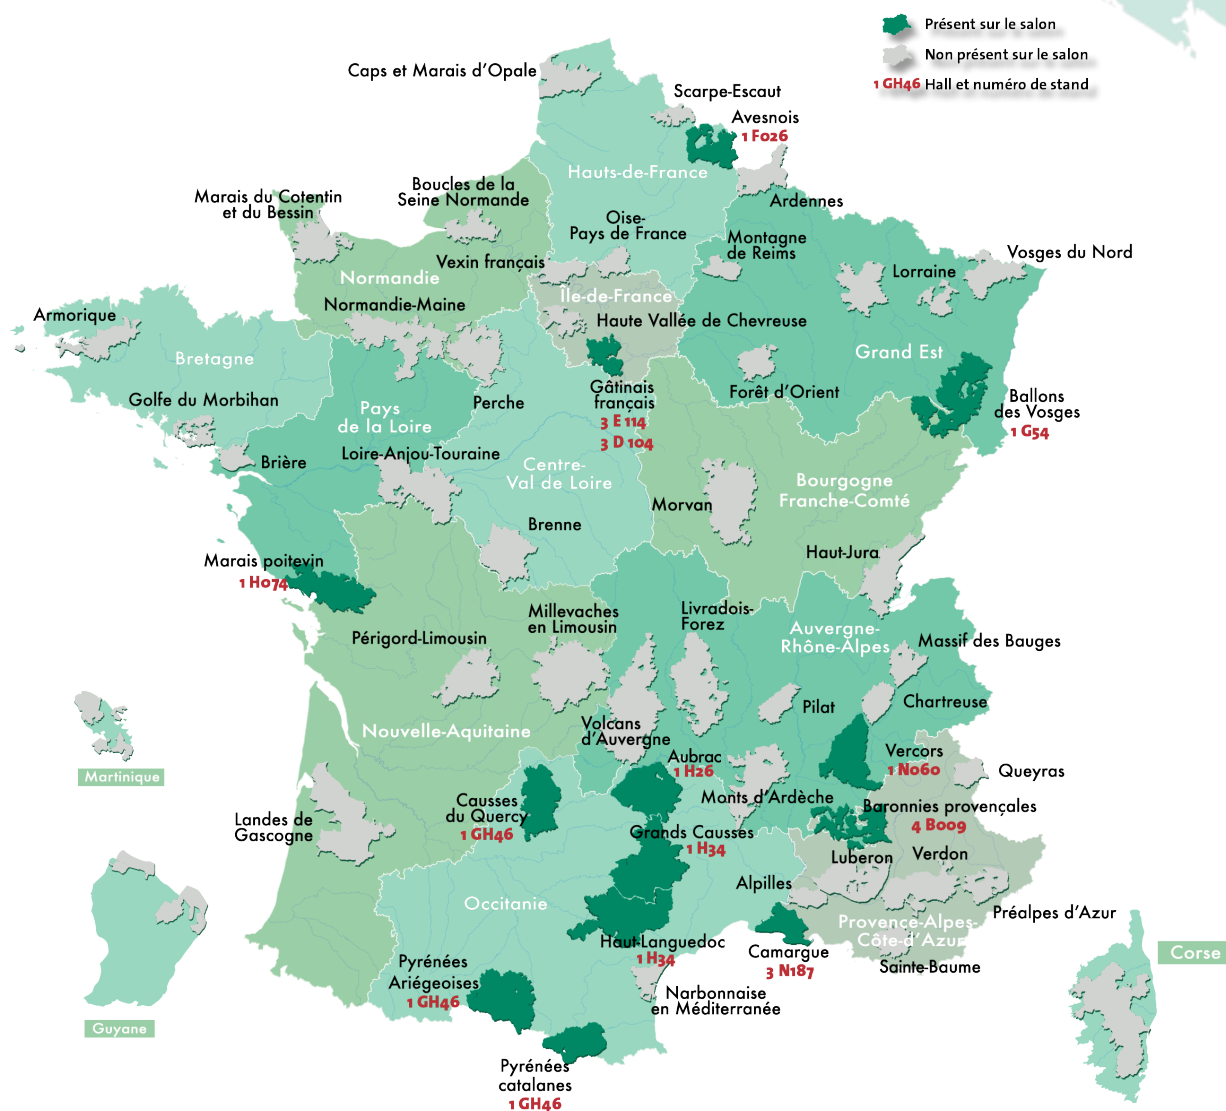 Présent sur le salon
Non présent sur le salon
1 GH46 Hall et numéro de stand
Caps et Marais d'Opale
Scarpe-Escaut
Avesnois
1 F026
Hauts-de-France
Ardennes
Marais du Cotentin
et du Bessin
Boucles de la
Seine Normande
Oise-
Pays de France
Montagne
de Reims
Vosges du Nord
Lorraine
Vexin français
Normandie
Île-de-France
Normandie-Maine
Haute Vallée de Chevreuse
Armorique
Bretagne
Grand Est
Gâtinais
français
3 E 114
3 D 104
Forêt d'Orient
Ballons
des Vosges
1 G54
Golfe du Morbihan
Pays
de la Loire
Perche
Brière
Loire-Anjou-Touraine
Centre-
Val de Loire
Bourgogne
Franche-Comté
Morvan
Brenne
Haut-Jura
Marais poitevin
1 H074
Millevaches
en Limousin
Livradois-
Forez
Périgord-Limousin
Auvergne-
Rhône-Alpes
Massif des Bauges
Chartreuse
Pilat
Nouvelle-Aquitaine
Volcans
d'Auvergne
Aubrac
1 H26
Vercors
1 N060
Queyras
Martinique
Monts d'Ardèche
Causses
du Quercy
1 GH46
Baronnies provençales
4 B009
Landes de
Gascogne
Grands Causses
1 H34
Luberon
Verdon
Alpilles
Occitanie
Préalpes d'Azur
Provence-Alpes-
Côte-d'Azur
Haut-Languedoc
1 H34
Camargue
3 N187
Sainte-Baume
Corse
Pyrénées
Ariégeoises
1 GH46
Narbonnaise
en Méditerranée
Guyane
Pyrénées
catalanes
1 GH46